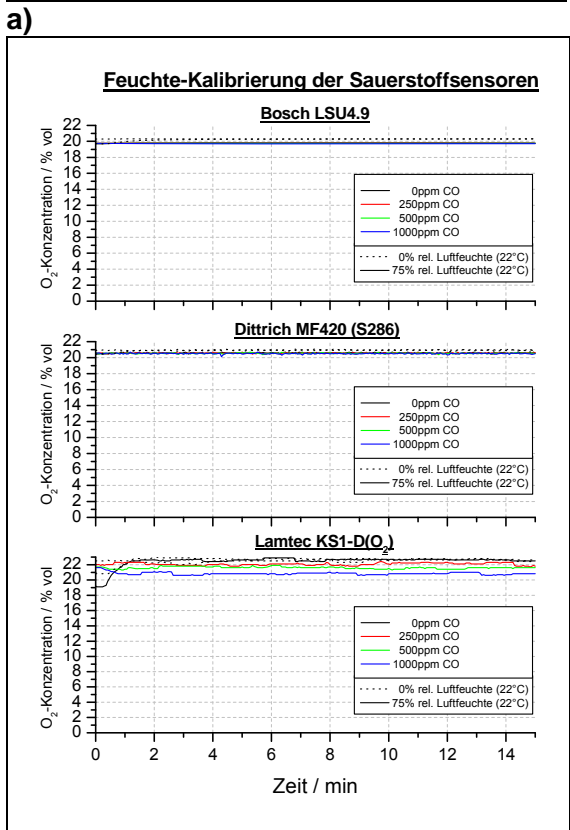 a)
Feuchte-Kalibrierung der Sauerstoffsensoren
Bosch LSU4.9
O2-Konzentration / % vol
22
20
18
16
14
12
10
8
6
4
2
0
0ppm CO
250ppm CO
500ppm CO
1000ppm CO
0% rel. Luftfeuchte (22°C)
75% rel. Luftfeuchte (22°C)
Dittrich MF420 (S286)
O2-Konzentration / % vol
22
20
18
16
14
12
10
8
6
4
2
0
0ppm CO
250ppm CO
500ppm CO
1000ppm CO
0% rel. Luftfeuchte (22°C)
75% rel. Luftfeuchte (22°C)
Lamtec KS1-D(O2)
O2-Konzentration / % vol
22
20
18
16
14
12
10
8
6
4
2
0
0ppm CO
250ppm CO
500ppm CO
1000ppm CO
0% rel. Luftfeuchte (22°C)
75% rel. Luftfeuchte (22°C)
0 2 4 6 8 10 12 14
Zeit / min